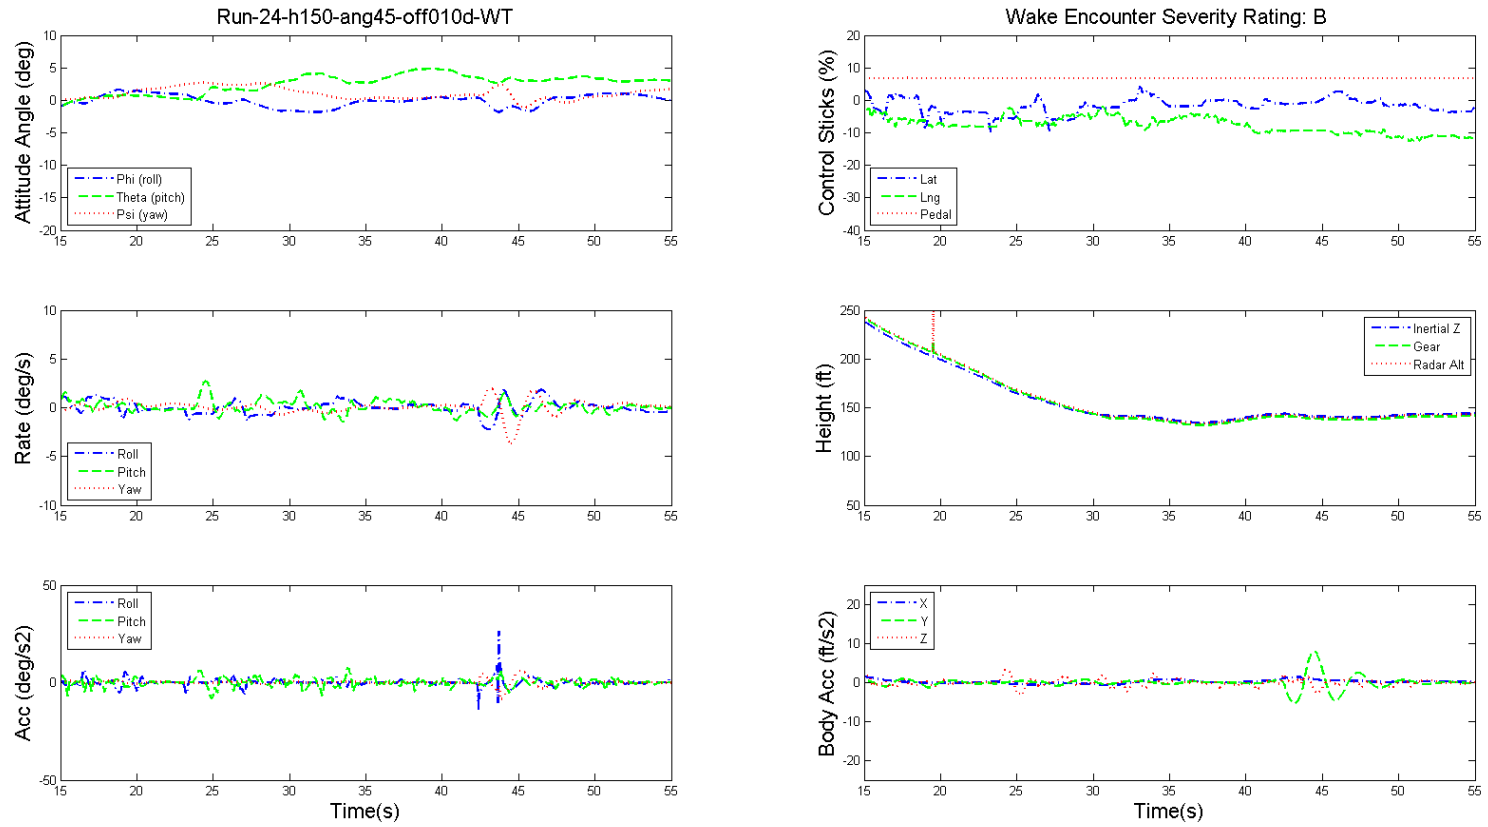 Run-24-h150-ang45-off010d-WT
Attitude Angle (deg)
10
5
0
-5
-10
-15
-20
Phi (roll)
Theta (pitch)
Psi (yaw)
15 20 25 30 35 40 45 50 55
Wake Encounter Severity Rating: B
Control Sticks (%)
20
10
0
-10
-20
-30
-40
Lat
Lng
Pedal
15 20 25 30 35 40 45 50 55
Rate (deg/s)
10
5
0
-5
-10
Roll
Pitch
Yaw
15 20 25 30 35 40 45 50 55
Height (ft)
250
200
150
100
50
Inertial Z
Gear
Radar Alt
15 20 25 30 35 40 45 50 55
Acc (deg/s2)
50
0
-50
Roll
Pitch
Yaw
15 20 25 30 35 40 45 50 55
Time(s)
Body Acc (ft/s2)
20
10
0
-10
-20
X
Y
Z
15 20 25 30 35 40 45 50 55
Time(s)